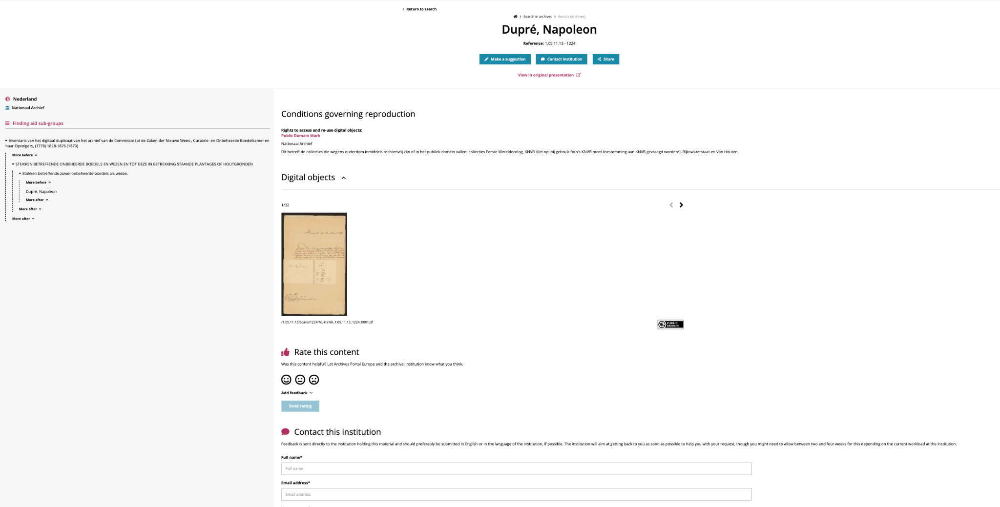 Return to search
Search in archives > Results (Archives)
Dupré, Napoleon
Reference: 1.05.11.13 - 1224
Make a suggestion
Contact institution
Share
View in original presentation
Nederland
Nationaal Archief
Finding aid sub-groups
Inventaris van het digitaal duplicaat van het archief van de Commissie tot de Zaken der Nieuwe Wees-, Curatele- en Onbeheerde Boedelkamer en
haar Opvolgers, (1778) 1828-1876 (1879)
More before
STUKKEN BETREFFENDE ONBEHEERDE BOEDELS EN WEZEN EN TOT DEZE IN BETREKKING STAANDE PLANTAGES OF HOUTGRONDEN
Stukken betreffende zowel onbeheerde boedels als wezen.
More before
Dupré, Napoleon
More after
More after
More after
Conditions governing reproduction
Rights to access and re-use digital objects:
Public Domain Mark
Nationaal Archief
Dit betreft de collecties die wegens ouderdom inmiddels rechtenvrij zijn of in het publiek domein vallen: collecties Eerste Wereldoorlog, KNVB \(let op: bij gebruik foto's KNVB moet toestemming aan KNVB gevraagd worden\), Rijkswaterstaat en Van Houten.
Digital objects
1/32
/1.05.11.13/Scans/1224/NL-HaNA_1.05.11.13_1224_0001.tif
PUBLIC
DOMAIN
Rate this content
Was this content helpful? Let Archives Portal Europe and the archival institution know what you think.
Add feedback
Send rating
Contact this institution
Feedback is sent directly to the institution holding this material and should preferably be submitted in English or in the language of the institution, if possible. The institution will aim at getting back to you as soon as possible to help you with your request, though you might need to allow between two and four weeks for this depending on the current workload at the institution.
Full name*
Full name
Email address*
Email address